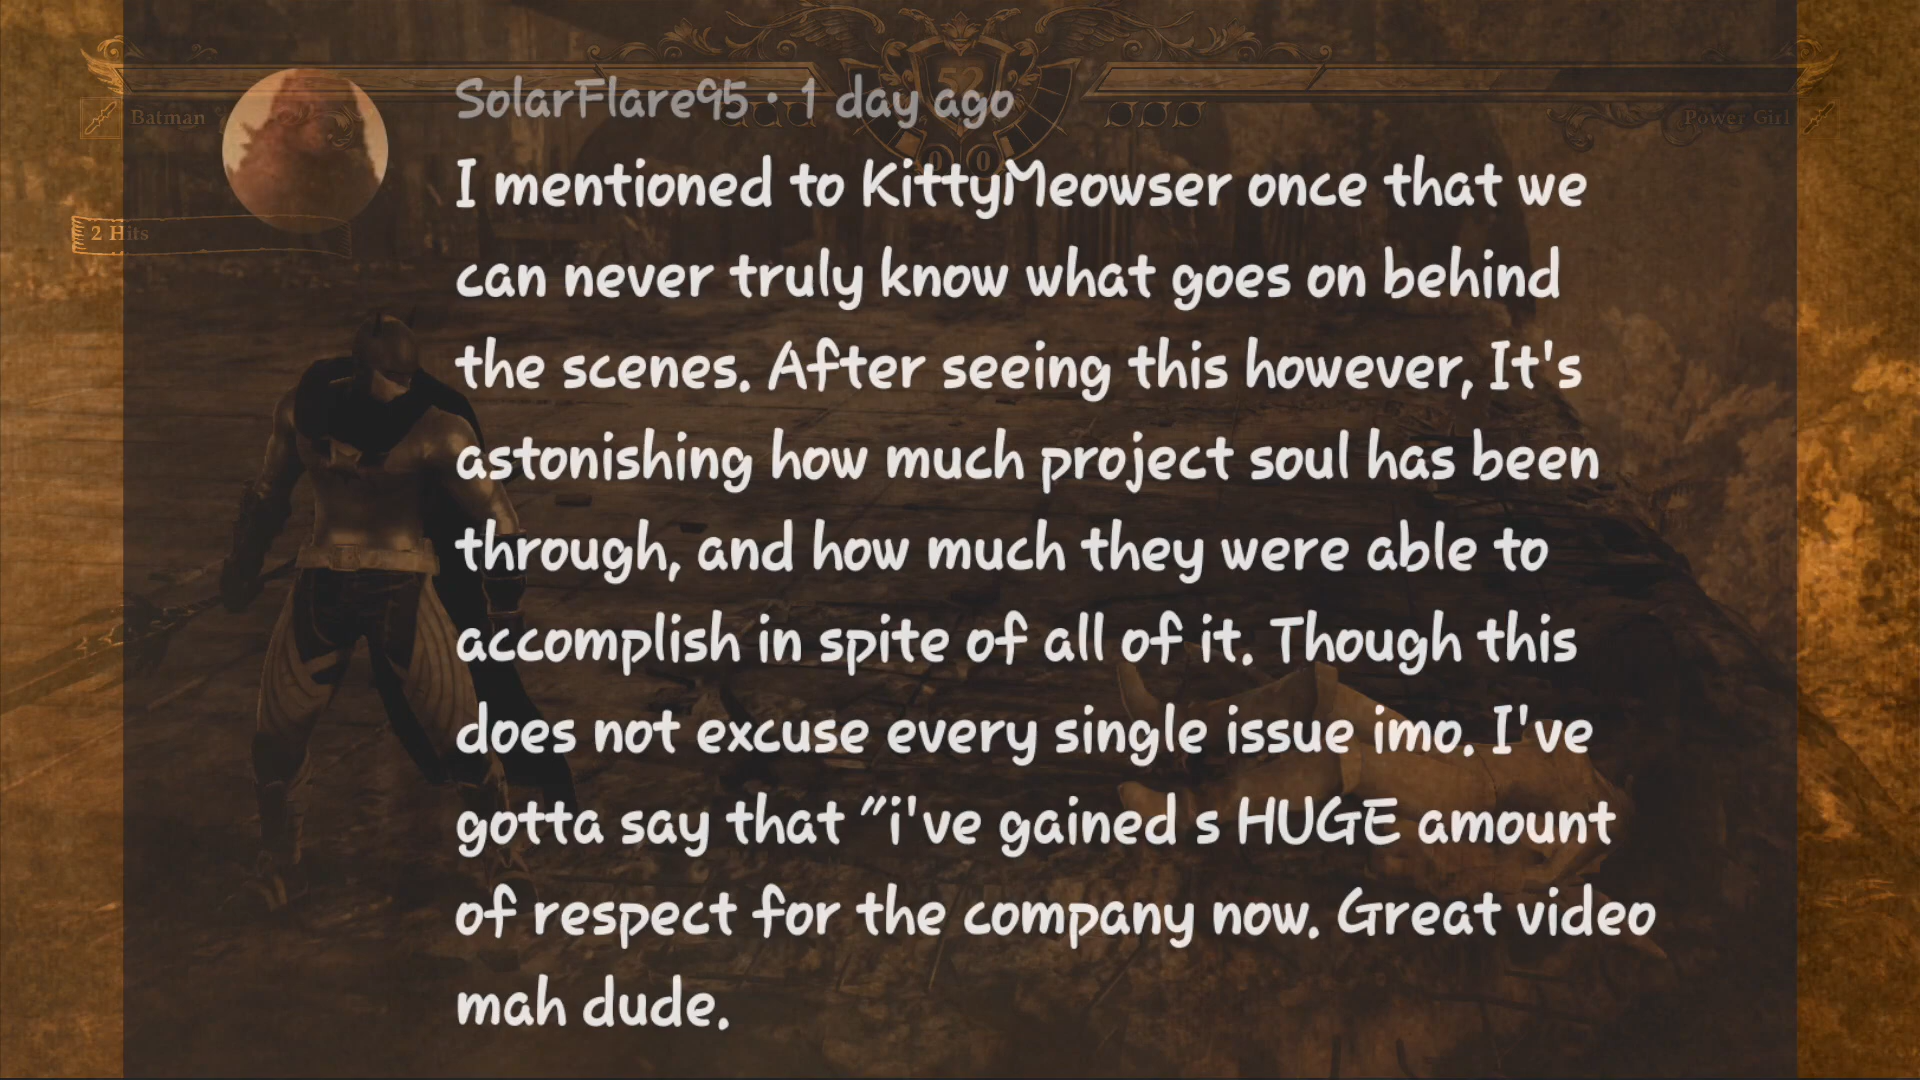 SolarFlare95 · 1 day ago
52
Batman
Power Girl
0 0
2 Hits
I mentioned to KittyMeowser once that we
can never truly know what goes on behind
the scenes. After seeing this however, It's
astonishing how much project soul has been
through, and how much they were able to
accomplish in spite of all of it. Though this
does not excuse every single issue imo. I've
gotta say that "i've gained s HUGE amount
of respect for the company now. Great video
mah dude.